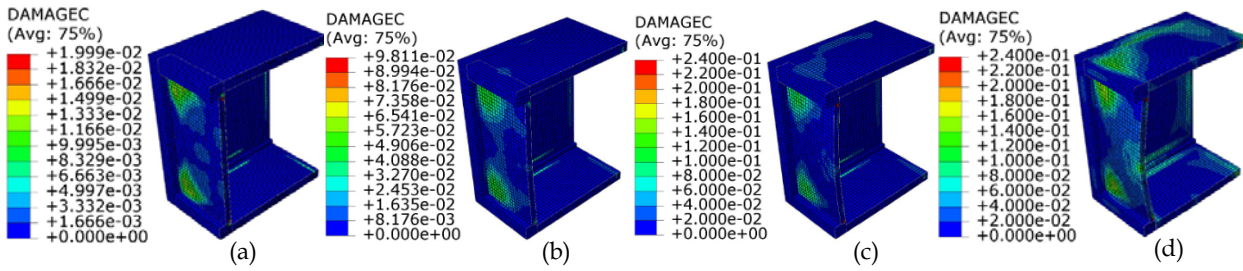 DAMAGEC
(Avg: 75%)
+1.999e-02
+1.832e-02
+1.666e-02
+1.499e-02
+1.333e-02
+1.166e-02
+9.995e-03
+8.329e-03
+6.663e-03
+4.997e-03
+3.332e-03
+1.666e-03
+0.000e+00
(a)
DAMAGEC
(Avg: 75%)
+9.811e-02
+8.994e-02
+8.176e-02
+7.358e-02
+6.541e-02
+5.723e-02
+4.906e-02
+4.088e-02
+3.270e-02
+2.453e-02
+1.635e-02
+8.176e-03
+0.000e+00
(b)
DAMAGEC
(Avg: 75%)
+2.400e-01
+2.200e-01
+2.000e-01
+1.800e-01
+1.600e-01
+1.400e-01
+1.200e-01
+1.000e-01
+8.000e-02
+6.000e-02
+4.000e-02
+2.000e-02
+0.000e+00
(c)
DAMAGEC
(Avg: 75%)
+2.400e-01
+2.200e-01
+2.000e-01
+1.800e-01
+1.600e-01
+1.400e-01
+1.200e-01
+1.000e-01
+8.000e-02
+6.000e-02
+4.000e-02
+2.000e-02
+0.000e+00
(d)